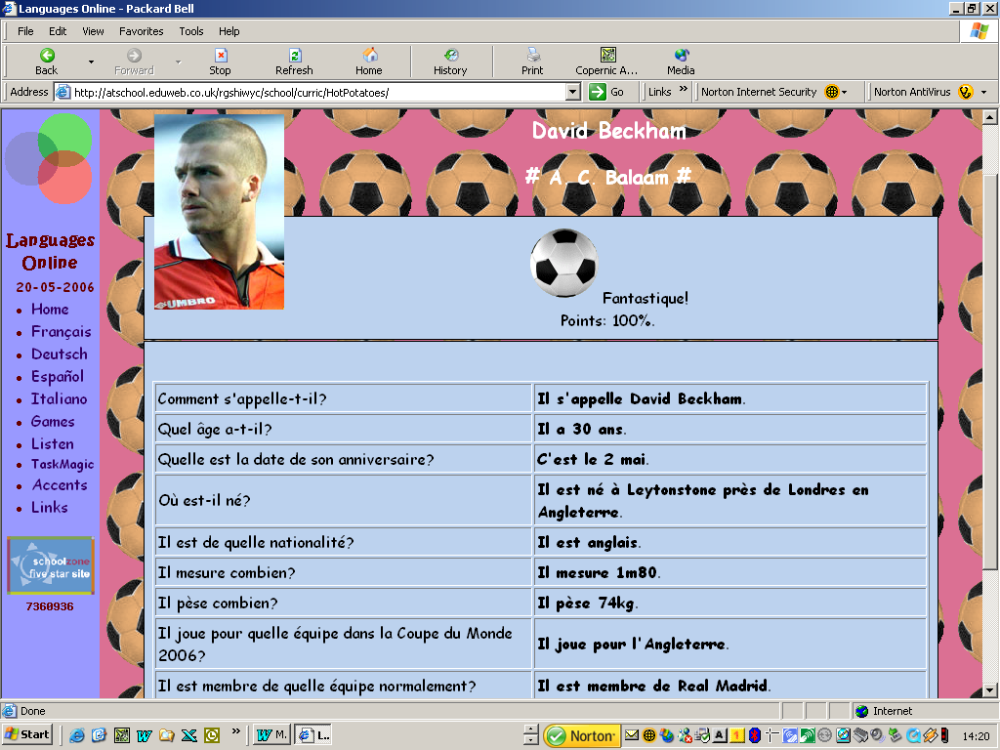 Languages Online - Packard Bell
File Edit View Favorites Tools Help
Back Forward Stop Refresh Home History Print Copernic A... Media
Address http://atschool.eduweb.co.uk/rgshiwyc/school/curric/HotPotatoes/ Go Links » Norton Internet Security Norton AntiVirus
David Beckham
# A. C. Balaam #
UMBRO
Fantastique!
Points: 100%.
Languages
Online
20-05-2006
Home
Français
Deutsch
Español
Italiano
Games
Listen
TaskMagic
Accents
Links
schoolzone
five star site
7360936
Comment s'appelle-t-il? Il s'appelle David Beckham.
Quel âge a-t-il? Il a 30 ans.
Quelle est la date de son anniversaire? C'est le 2 mai.
Où est-il né? Il est né à Leytonstone près de Londres en
Angleterre.
Il est de quelle nationalité? Il est anglais.
Il mesure combien? Il mesure 1m80.
Il pèse combien? Il pèse 74kg.
Il joue pour quelle équipe dans la Coupe du Monde
2006? Il joue pour l'Angleterre.
Il est membre de quelle équipe normalement? Il est membre de Real Madrid.
Done Internet
Start » M. L.. Norton 14:20